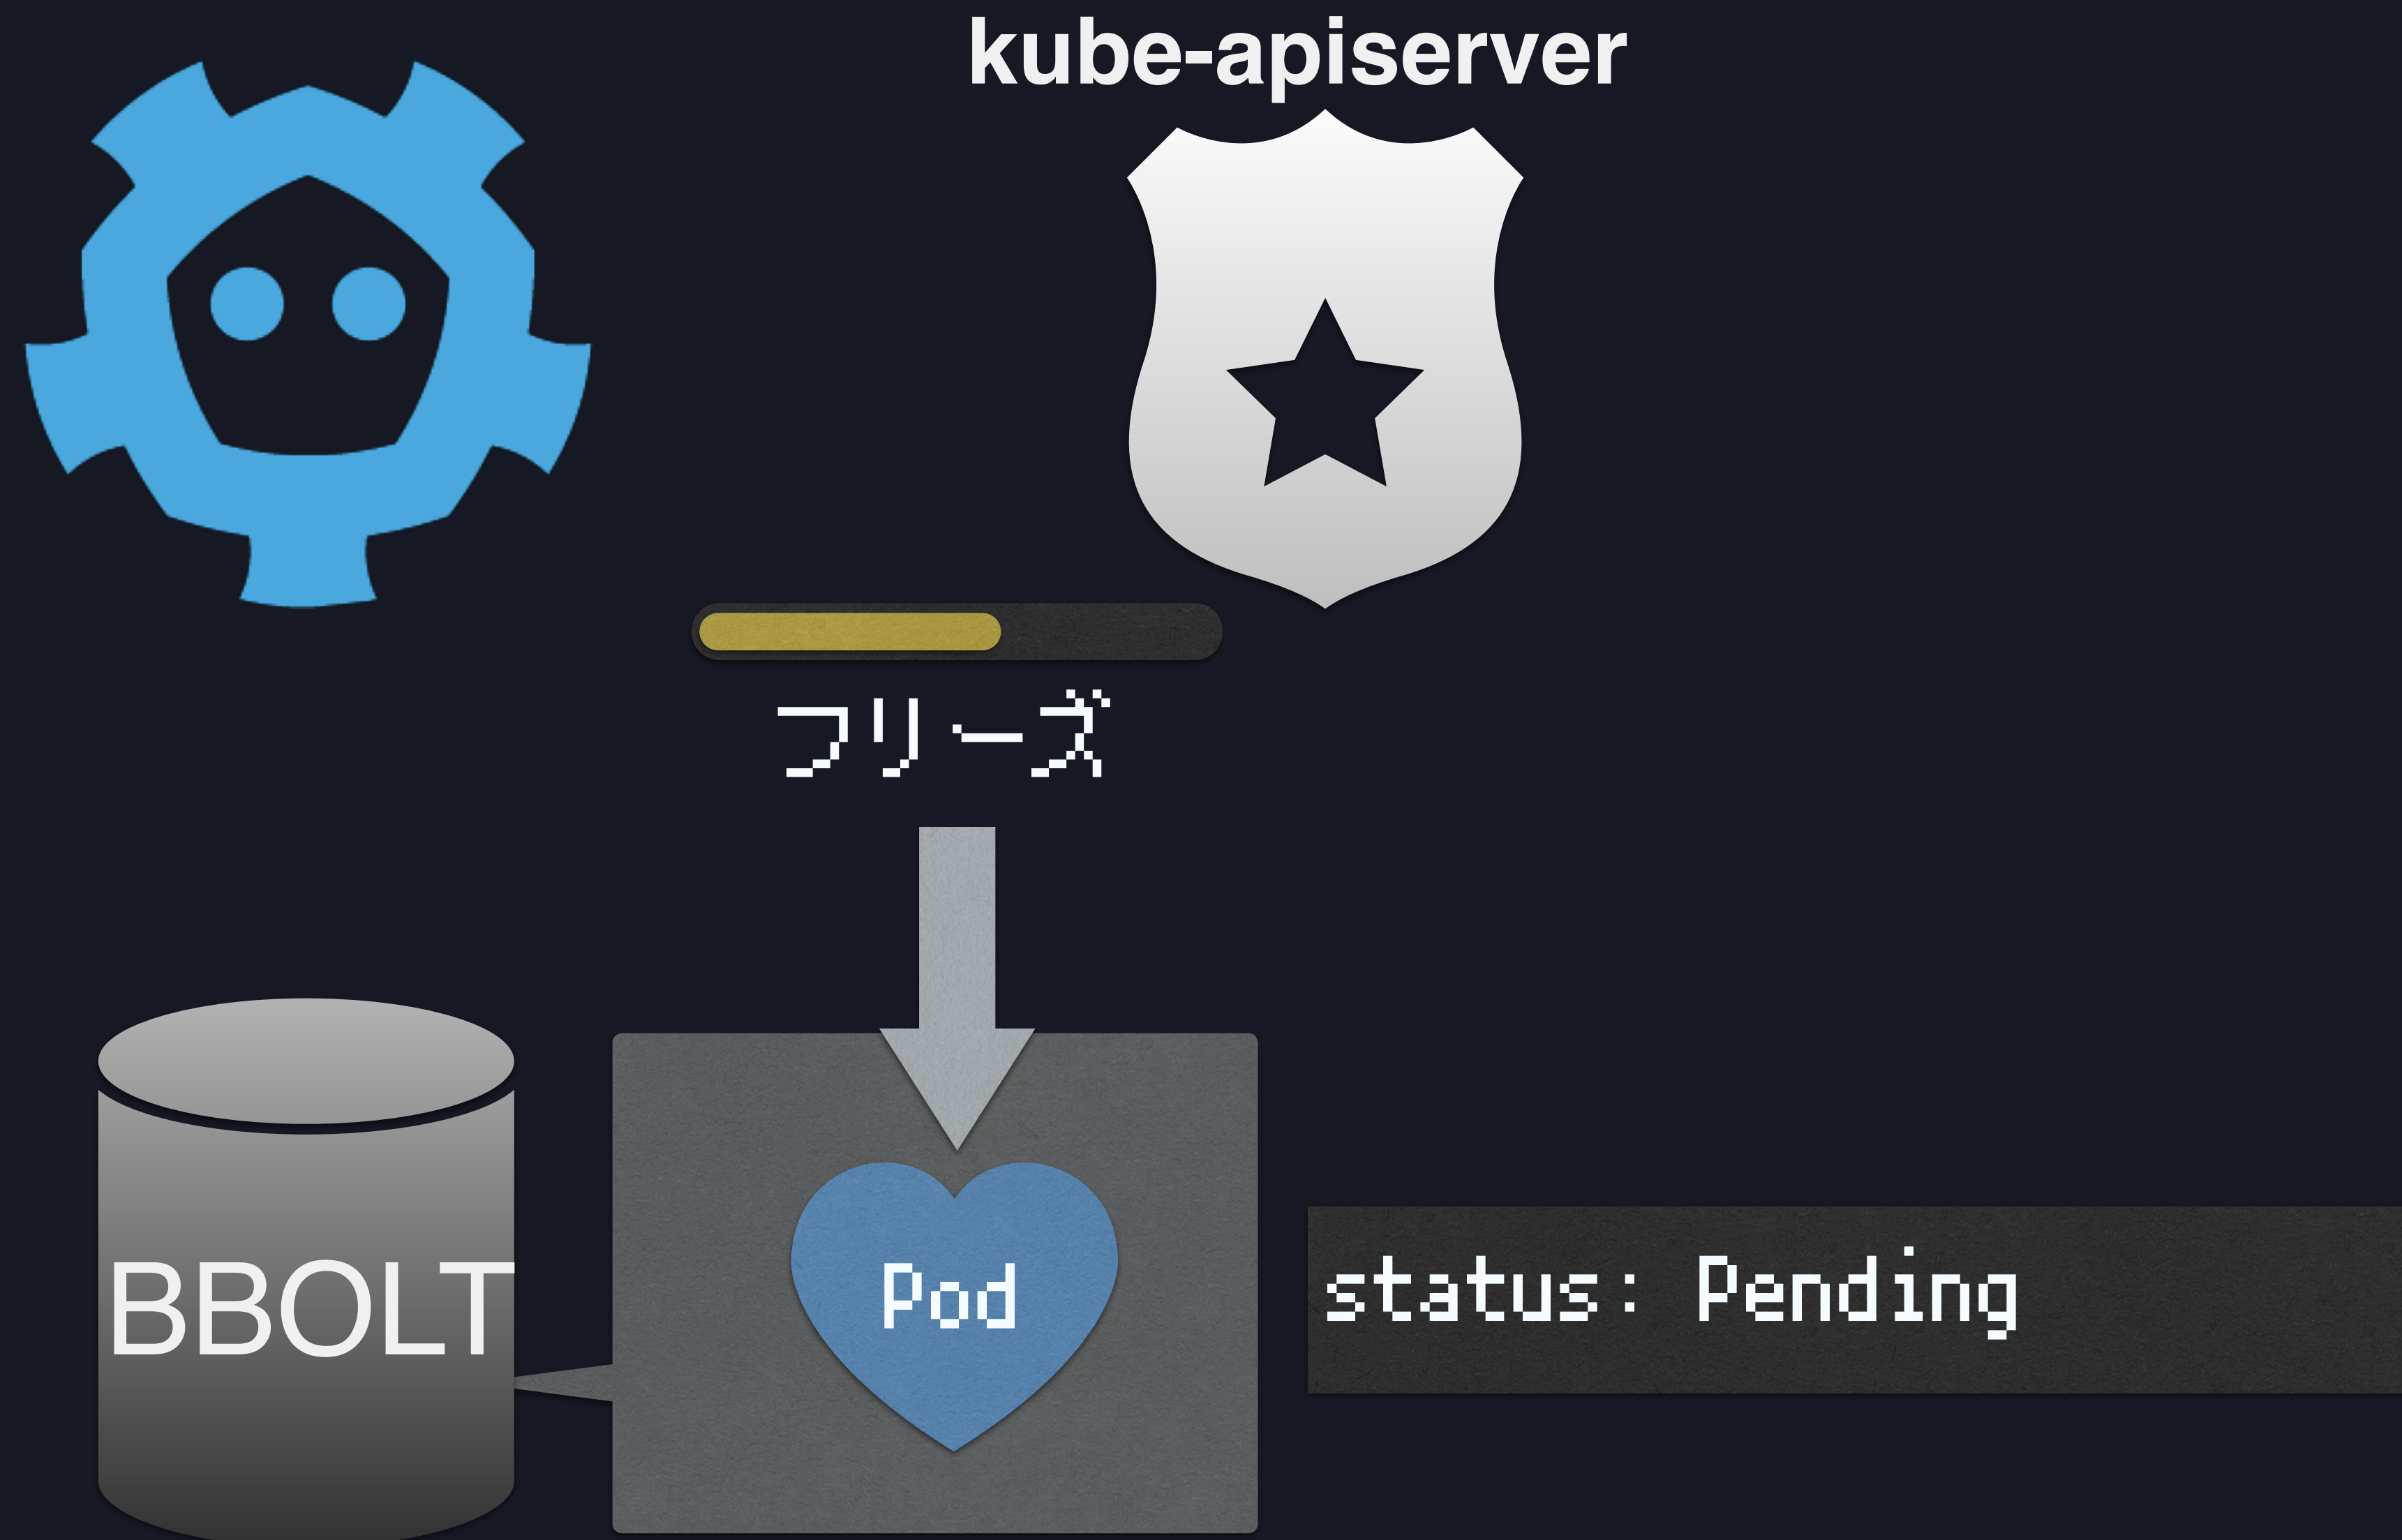 kube-apiserver
フリーズ
BBOLT
Pod
status: Pending